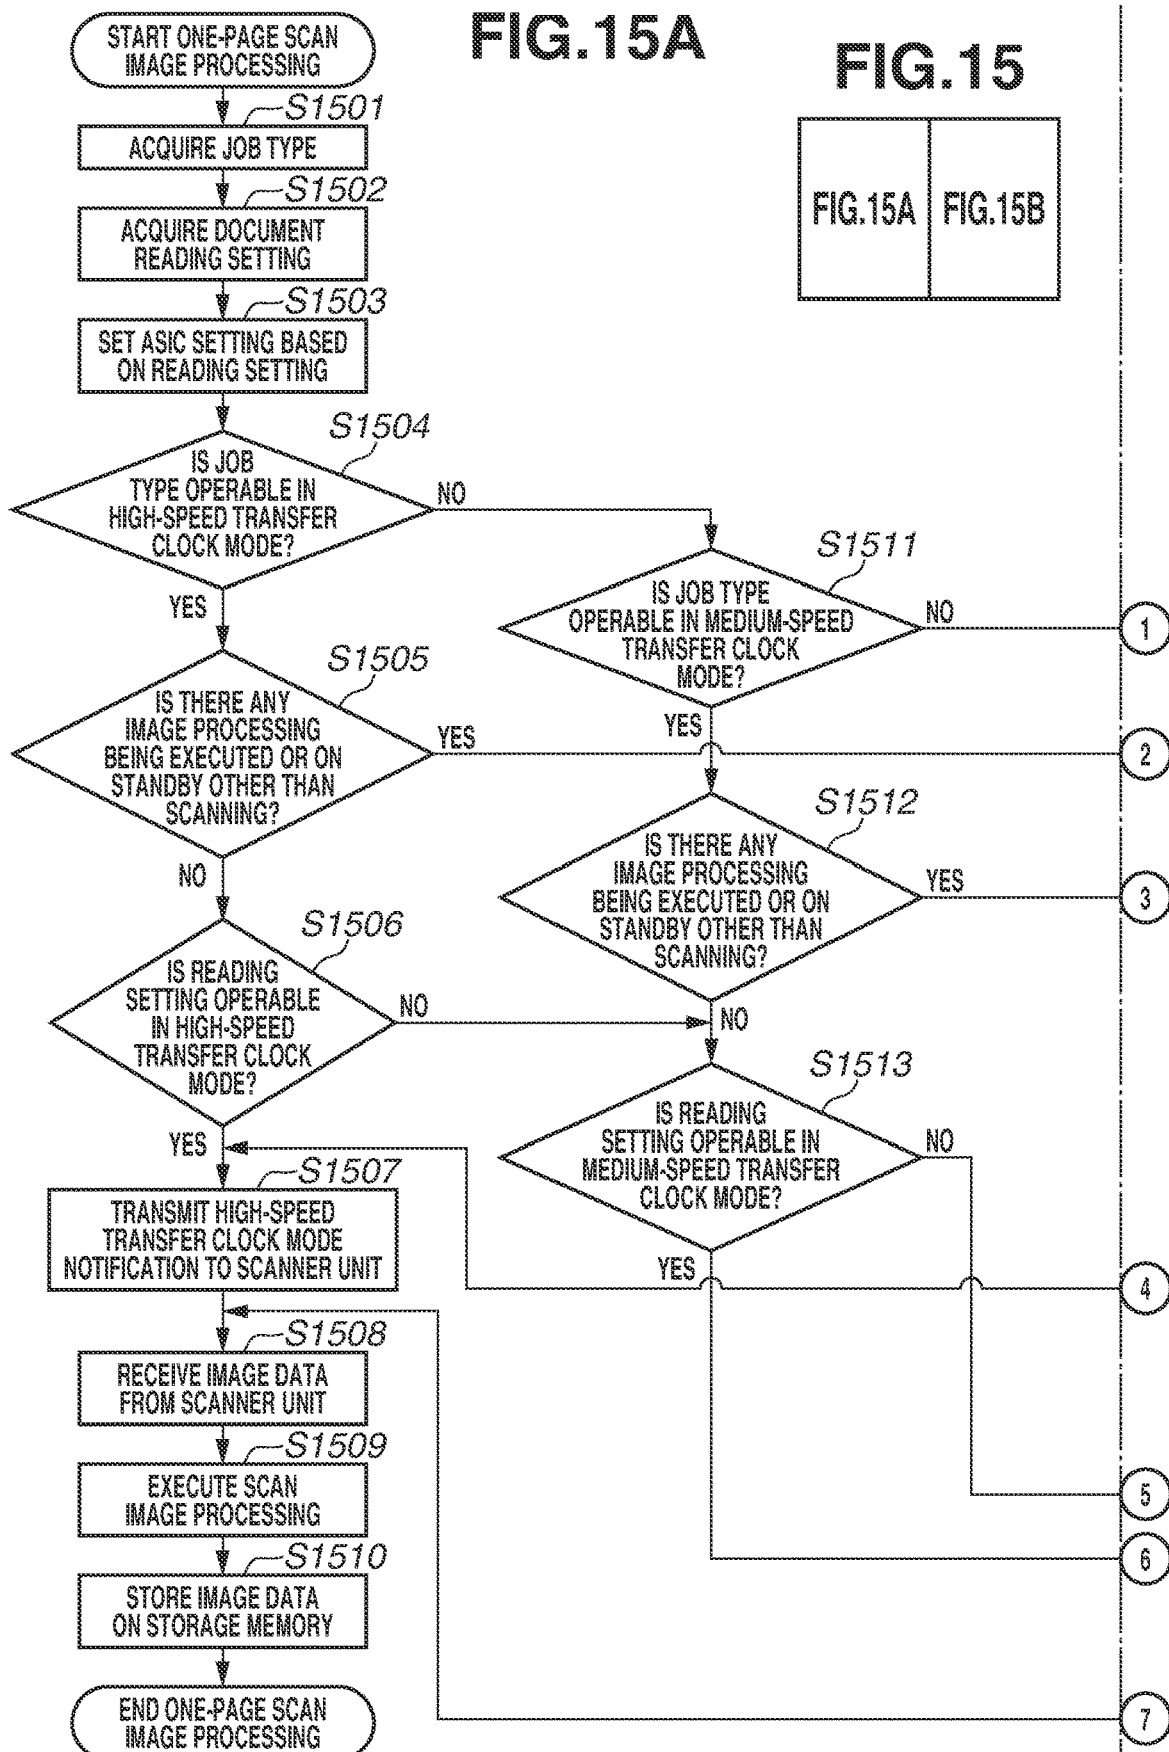 FIG.15A
FIG.15
FIG.15A
FIG.15B
START ONE-PAGE SCAN
IMAGE PROCESSING
S1501
ACQUIRE JOB TYPE
S1502
ACQUIRE DOCUMENT
READING SETTING
S1503
SET ASIC SETTING BASED
ON READING SETTING
S1504
IS JOB
TYPE OPERABLE IN
HIGH-SPEED TRANSFER
CLOCK MODE?
NO
YES
S1511
IS JOB TYPE
OPERABLE IN MEDIUM-SPEED
TRANSFER CLOCK
MODE?
NO
1
YES
S1505
IS THERE ANY
IMAGE PROCESSING
BEING EXECUTED OR ON
STANDBY OTHER THAN
SCANNING?
YES
2
NO
S1512
IS THERE ANY
IMAGE PROCESSING
BEING EXECUTED OR ON
STANDBY OTHER THAN
SCANNING?
YES
3
NO
S1506
IS READING
SETTING OPERABLE
IN HIGH-SPEED
TRANSFER CLOCK
MODE?
NO
YES
S1513
IS READING
SETTING OPERABLE IN
MEDIUM-SPEED TRANSFER
CLOCK MODE?
NO
YES
S1507
TRANSMIT HIGH-SPEED
TRANSFER CLOCK MODE
NOTIFICATION TO SCANNER UNIT
4
S1508
RECEIVE IMAGE DATA
FROM SCANNER UNIT
S1509
EXECUTE SCAN
IMAGE PROCESSING
5
6
S1510
STORE IMAGE DATA
ON STORAGE MEMORY
END ONE-PAGE SCAN
IMAGE PROCESSING
7